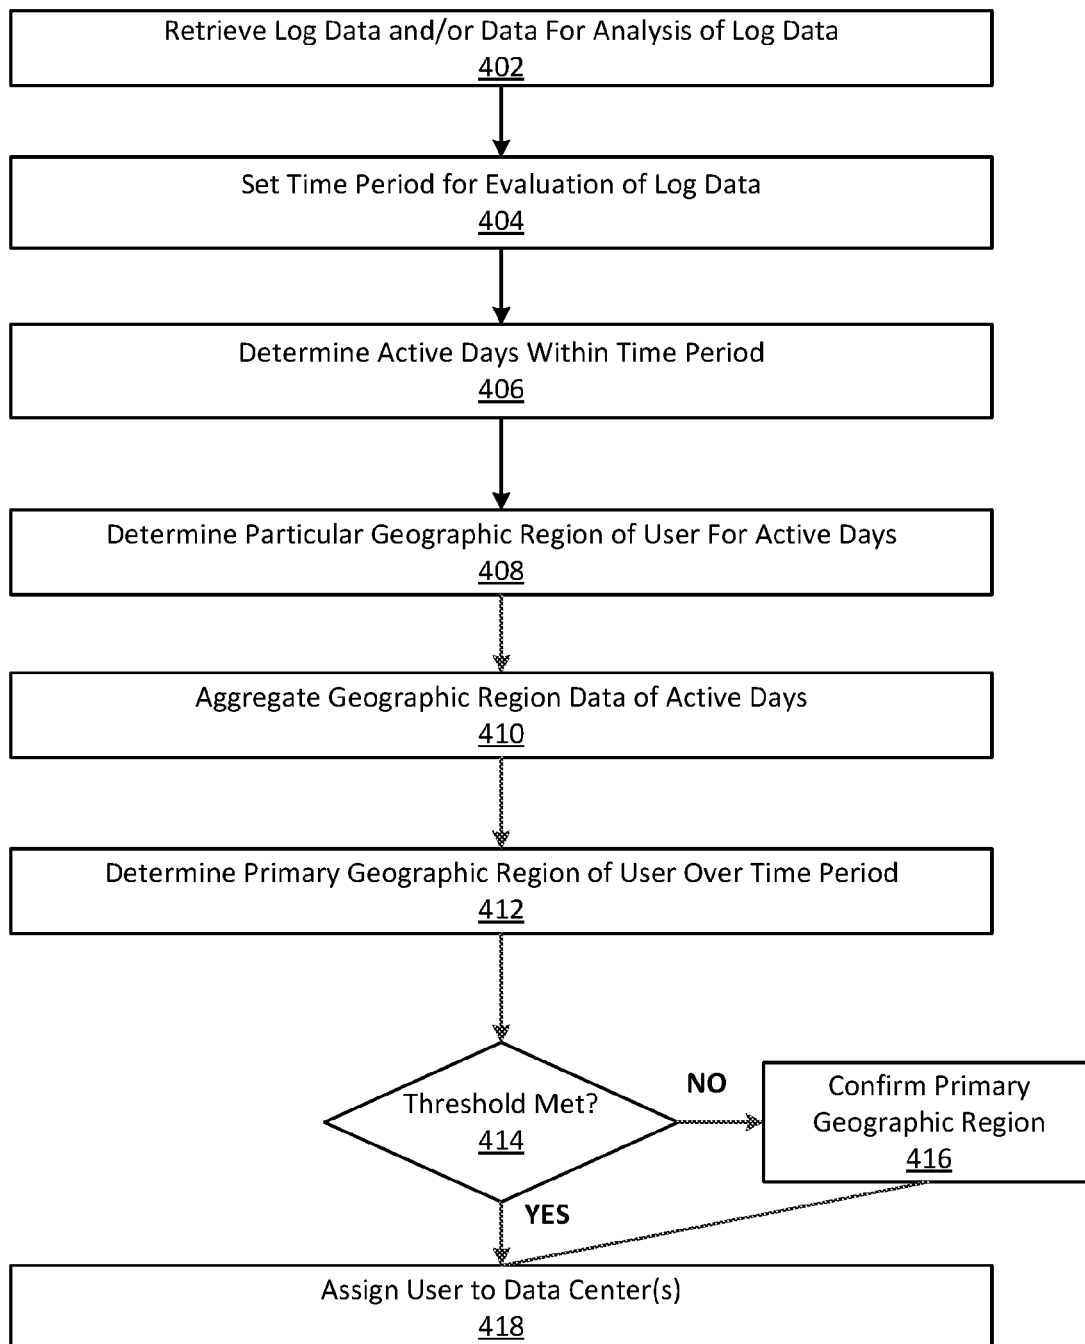 Retrieve Log Data and/or Data For Analysis of Log Data
402
Set Time Period for Evaluation of Log Data
404
Determine Active Days Within Time Period
406
Determine Particular Geographic Region of User For Active Days
408
Aggregate Geographic Region Data of Active Days
410
Determine Primary Geographic Region of User Over Time Period
412
Threshold Met?
414
NO
Confirm Primary
Geographic Region
416
YES
Assign User to Data Center(s)
418